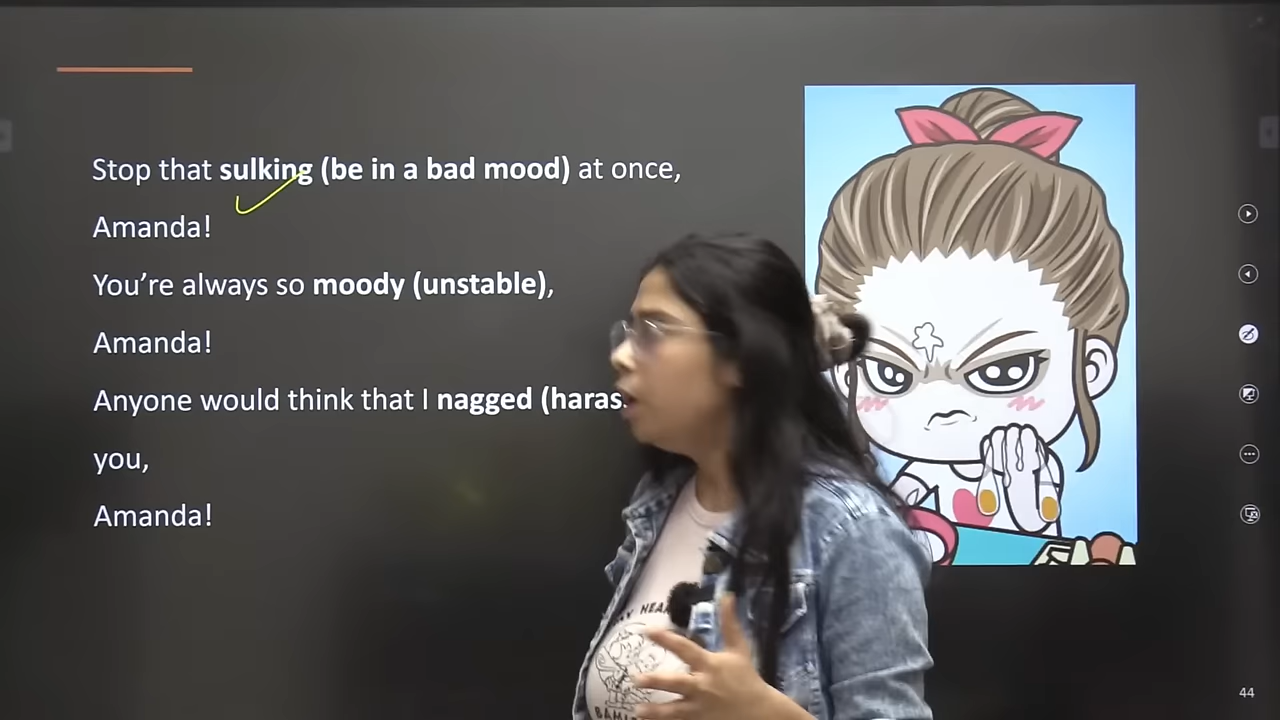 Stop that sulking (be in a bad mood) at once,
Amanda!
You’re always so moody (unstable),
Amanda!
Anyone would think that I nagged
you,
Amanda!
44